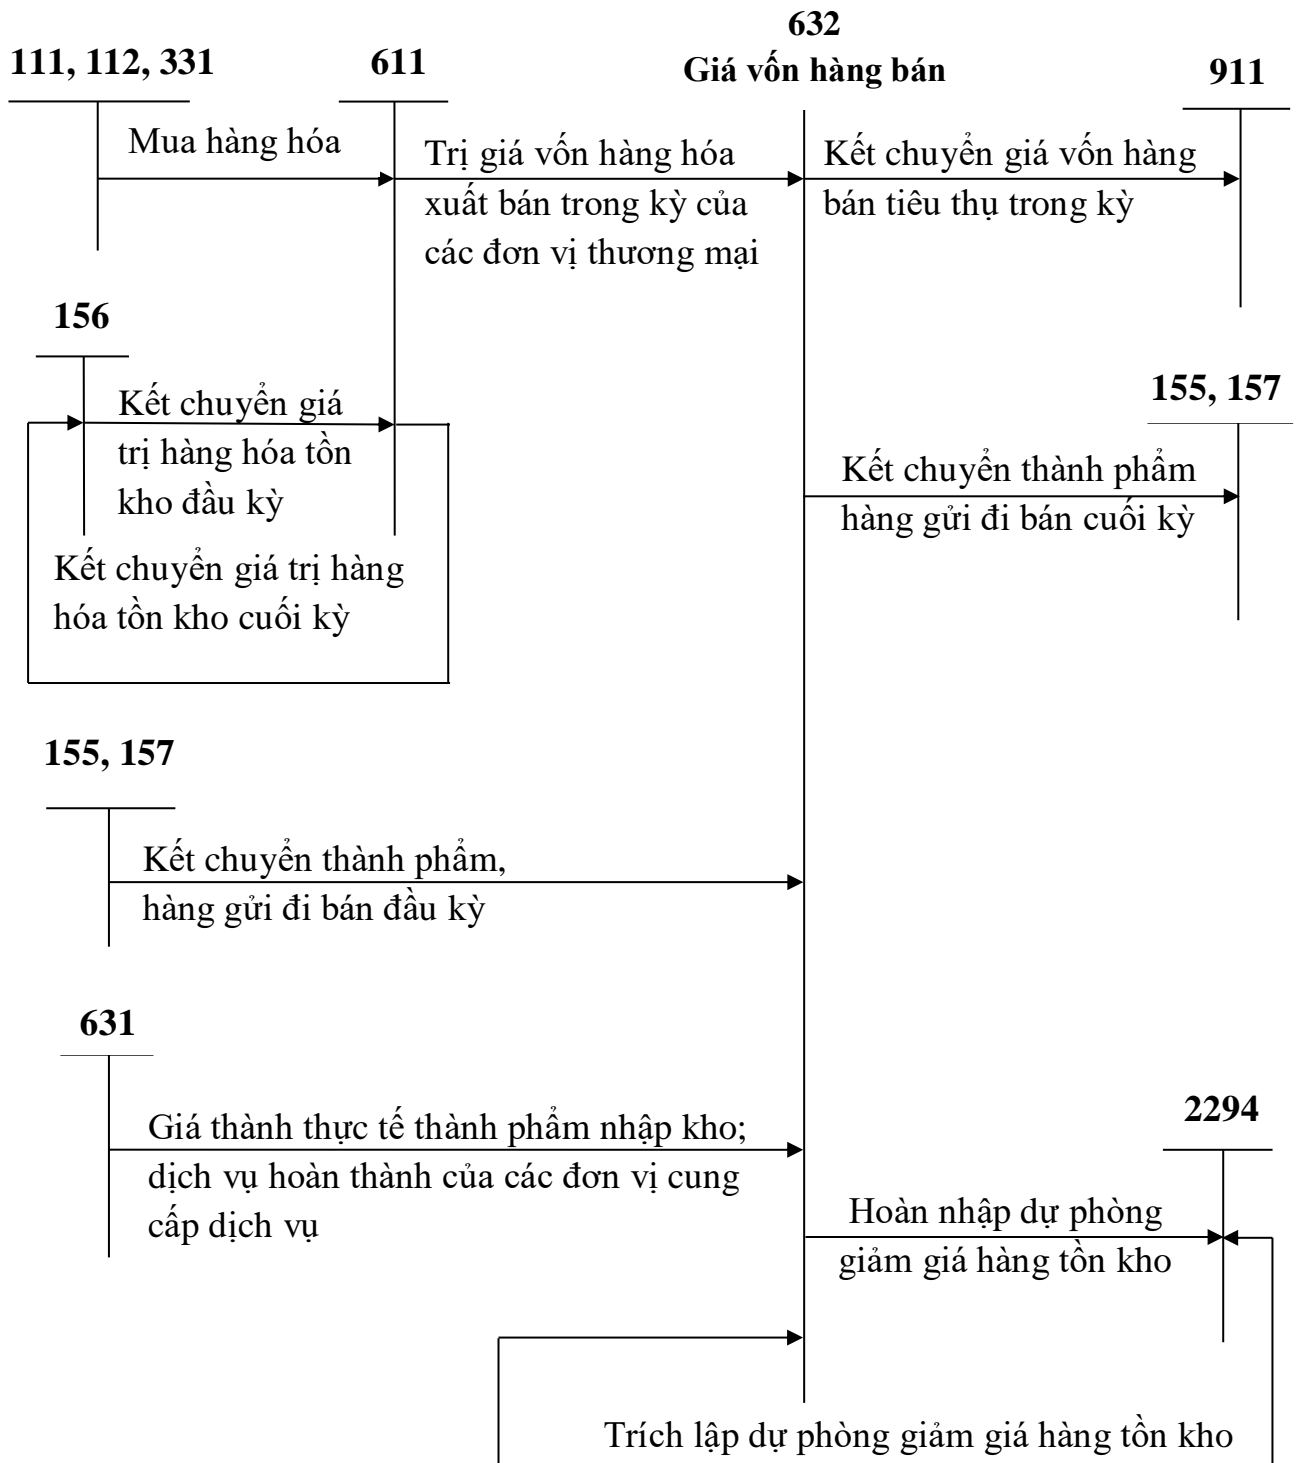 632
111, 112, 331
611
Giá vốn hàng bán
911
Mua hàng hóa
Trị giá vốn hàng hóa
xuất bán trong kỳ của
các đơn vị thương mại
Kết chuyển giá vốn hàng
bán tiêu thụ trong kỳ
156
Kết chuyển giá
trị hàng hóa tồn
kho đầu kỳ
Kết chuyển giá trị hàng
hóa tồn kho cuối kỳ
155, 157
Kết chuyển thành phẩm
hàng gửi đi bán cuối kỳ
155, 157
Kết chuyển thành phẩm,
hàng gửi đi bán đầu kỳ
631
Giá thành thực tế thành phẩm nhập kho;
dịch vụ hoàn thành của các đơn vị cung
cấp dịch vụ
2294
Hoàn nhập dự phòng
giảm giá hàng tồn kho
Trích lập dự phòng giảm giá hàng tồn kho